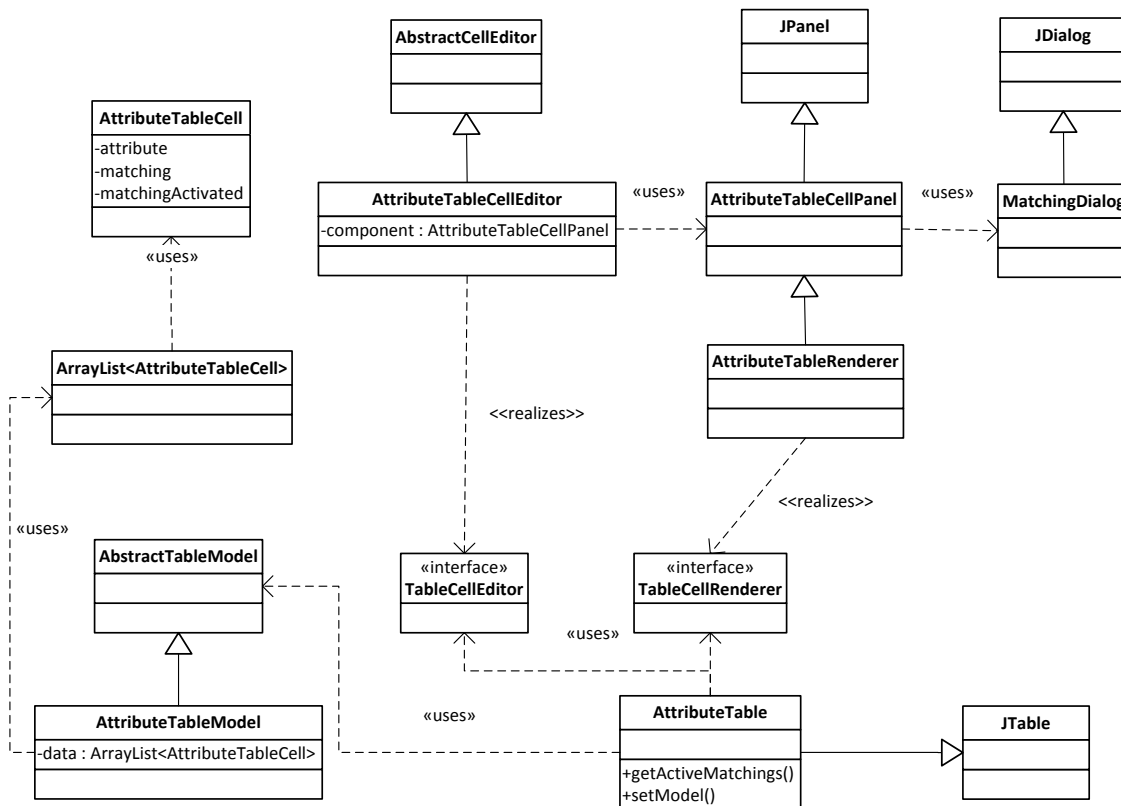 AbstractCellEditor
JPanel
JDialog
AttributeTableCell
-attribute
-matching
-matchingActivated
AttributeTableCellEditor
-component : AttributeTableCellPanel
«uses»
AttributeTableCellPanel
«uses»
MatchingDialog
«uses»
ArrayList<AttributeTableCell>
AttributeTableRenderer
<<realizes>>
<<realizes>>
«uses»
AbstractTableModel
«interface»
TableCellEditor
«interface»
TableCellRenderer
«uses»
AttributeTableModel
-data : ArrayList<AttributeTableCell>
«uses»
AttributeTable
+getActiveMatchings()
+setModel()
JTable